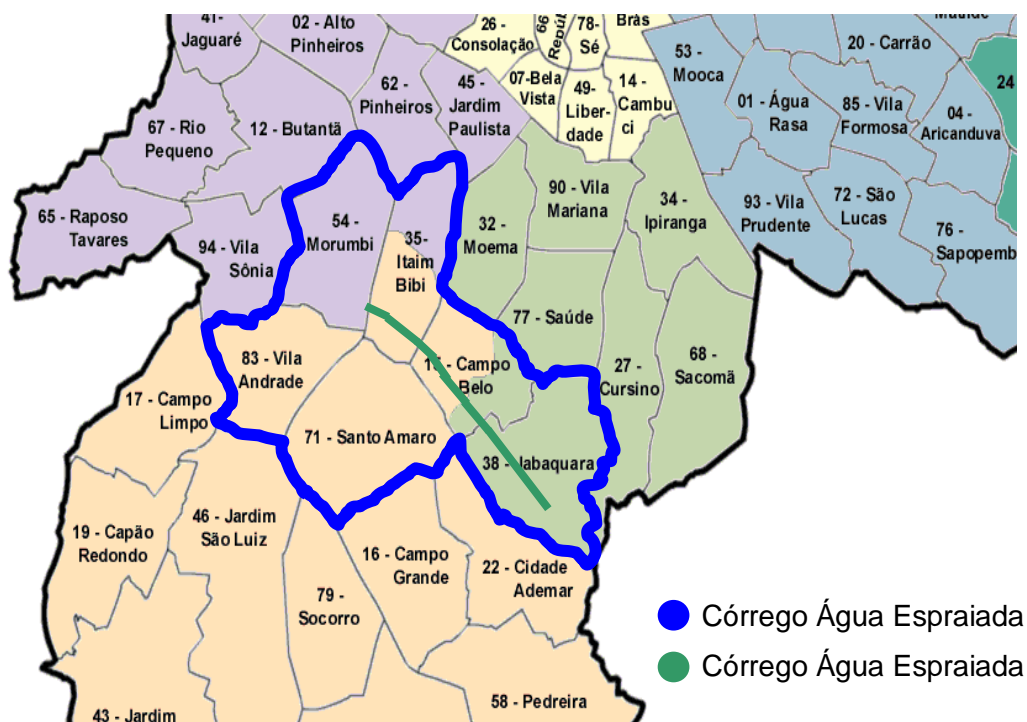 41-
Jaguaré
02 - Alto
Pinheiros
26 -
Consolação
66
Repúb
78-
Sé
Brás
53 -
Mooca
20 - Carrão
24
62 -
Pinheiros
45 -
Jardim
Paulista
07-Bela
Vista
49-
Liber-
dade
14 -
Cambu
ci
01 - Água
Rasa
85 - Vila
Formosa
04 -
Aricanduva
67 - Rio
Pequeno
12 - Butantã
65 - Raposo
Tavares
94 - Vila
Sônia
54 -
Morumbi
35-
Itaim
Bibi
32 -
Moema
90 - Vila
Mariana
34 -
Ipiranga
93 - Vila
Prudente
72 - São
Lucas
76 -
Sapopemb
77 - Saúde
83 - Vila
Andrade
15 - Campo
Belo
27 -
Cursino
68 -
Sacomã
17 - Campo
Limpo
71 - Santo Amaro
38 - Jabaquara
19 - Capão
Redondo
46 - Jardim
São Luiz
16 - Campo
Grande
22 - Cidade
Ademar
79 -
Socorro
58 - Pedreira
43 - Jardim
Córrego Água Espraiada
Córrego Água Espraiada